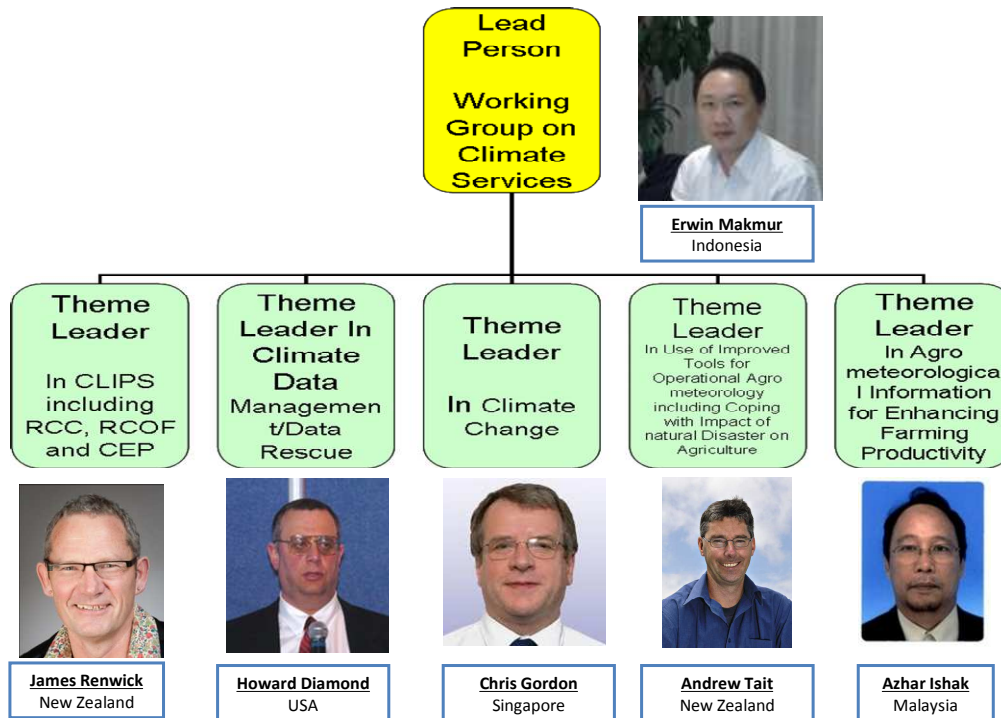 Lead
Person
Working
Group on
Climate
Services
Erwin Makmur
Indonesia
Theme
Leader
In CLIPS
including
RCC, RCOF
and CEP
Theme
Leader In
Climate
Data
Managemen
t/Data
Rescue
Theme
Leader
In Climate
Change
Theme
Leader
In Use of Improved
Tools for
Operational Agro
meteorology
including Coping
with Impact of
natural Disaster on
Agriculture
Theme
Leader
In Agro
meteorologica
l Information
for Enhancing
Farming
Productivity
James Renwick
New Zealand
Howard Diamond
USA
Chris Gordon
Singapore
Andrew Tait
New Zealand
Azhar Ishak
Malaysia